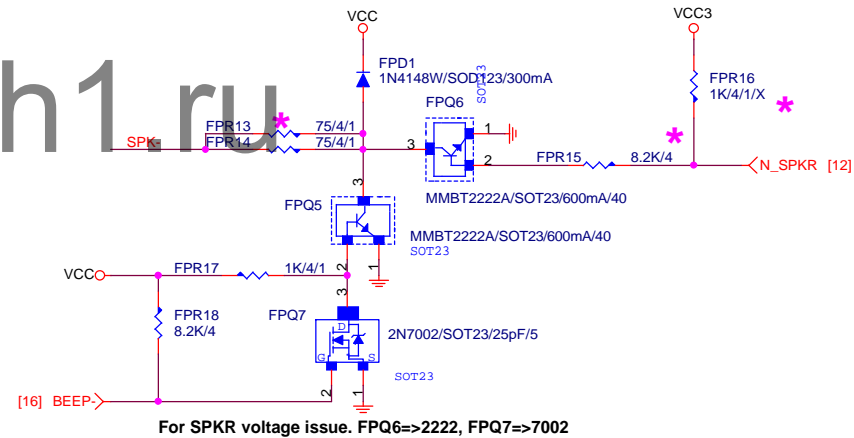 VCC
VCC3
FPD1
1N4148W/SOD123/300mA
SOT23
FPR16
1K/4/1/X
h1.ru
FPQ6
*
*
*
FPR13
75/4/1
SPK-
FPR14
75/4/1
3
1
2
FPR15
8.2K/4
N_SPKR [12]
3
FPQ5
MMBT2222A/SOT23/600mA/40
MMBT2222A/SOT23/600mA/40
SOT23
2
1
VCC
FPR17
1K/4/1
3
FPR18
8.2K/4
FPQ7
D
G
S
2N7002/SOT23/25pF/5
SOT23
2
1
[16] BEEP-
For SPKR voltage issue. FPQ6=>2222, FPQ7=>7002